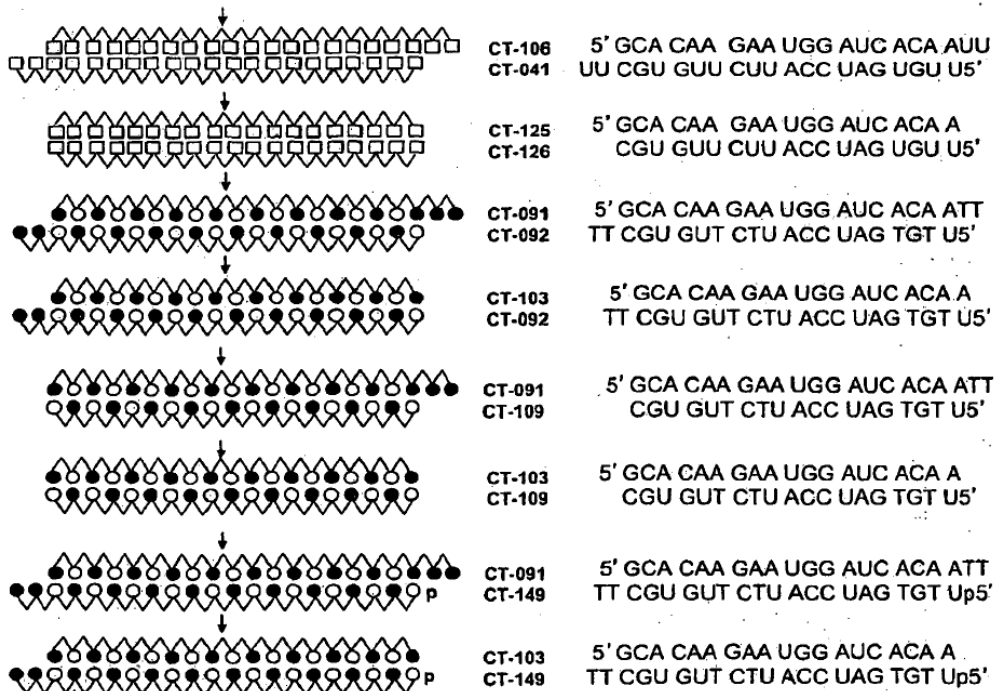 CT-106 5' GCA CAA GAA UGG AUC ACA AUU
CT-041 UU CGU GUU CUU ACC UAG UGU U5'
CT-125 5' GCA CAA GAA UGG AUC ACA A
CT-126 CGU GUU CUU ACC UAG UGU U5'
CT-091 5' GCA CAA GAA UGG AUC ACA ATT
CT-092 TT CGU GUT CTU ACC UAG TGT U5'
CT-103 5' GCA CAA GAA UGG AUC ACA A
CT-092 TT CGU GUT CTU ACC UAG TGT U5'
CT-091 5' GCA CAA GAA UGG AUC ACA ATT
CT-109 CGU GUT CTU ACC UAG TGT U5'
CT-103 5' GCA CAA GAA UGG AUC ACA A
CT-109 CGU GUT CTU ACC UAG TGT U5'
CT-091 5' GCA CAA GAA UGG AUC ACA ATT
p CT-149 TT CGU GUT CTU ACC UAG TGT Up5'
CT-103 5' GCA CAA GAA UGG AUC ACA A
p CT-149 TT CGU GUT CTU ACC UAG TGT Up5'